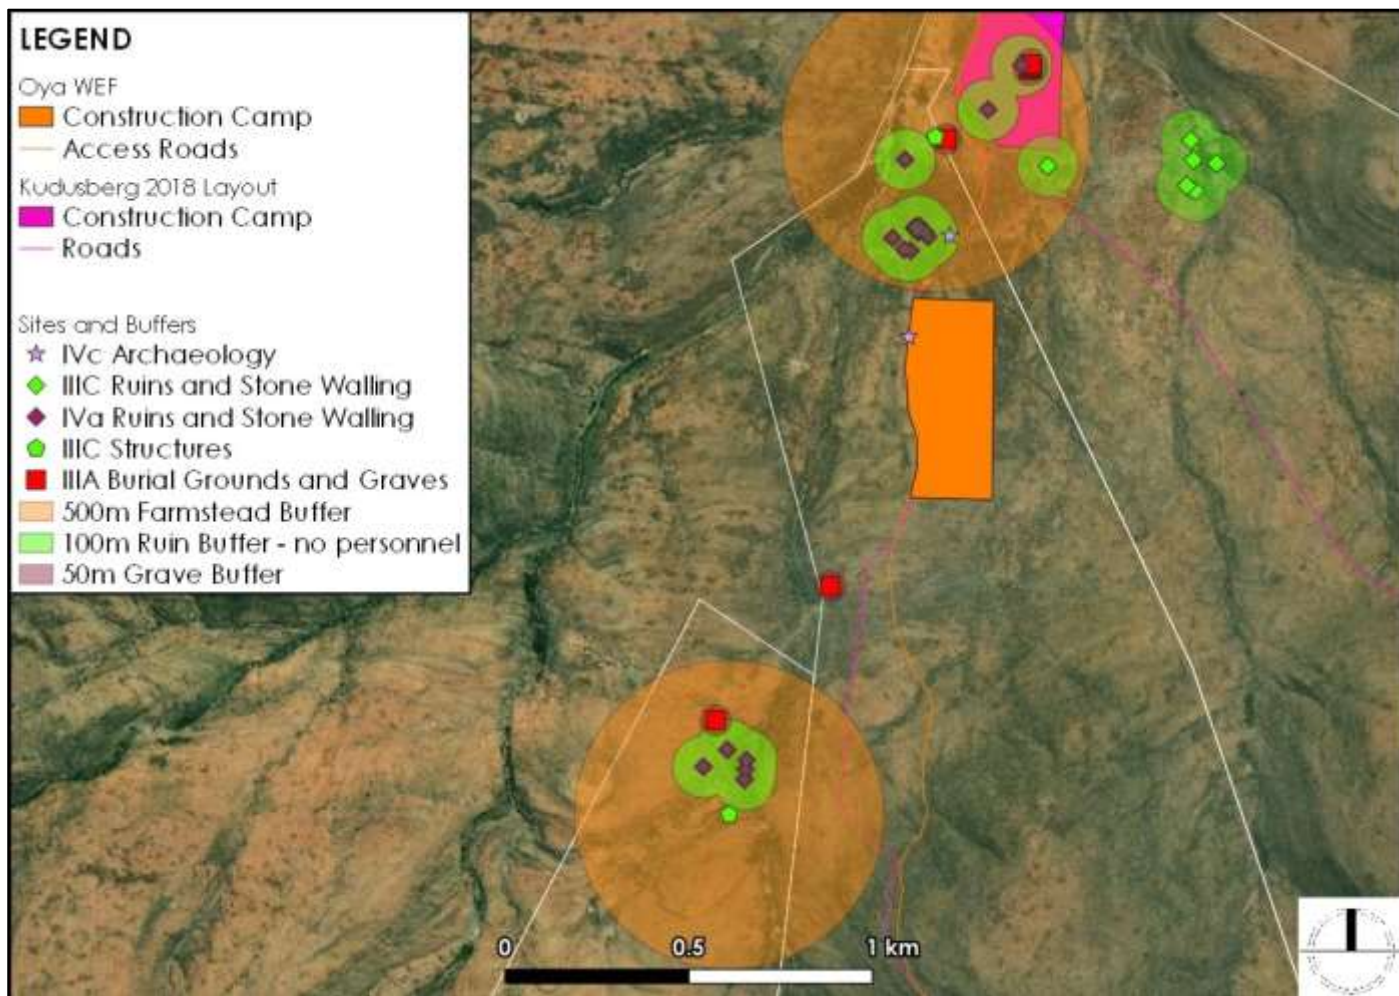 LEGEND
Oya WEF
Construction Camp
Access Roads
Kudusberg 2018 Layout
Construction Camp
Roads
Sites and Buffers
IVc Archaeology
IIIC Ruins and Stone Walling
IVa Ruins and Stone Walling
IIIC Structures
IIIA Burial Grounds and Graves
500m Farmstead Buffer
100m Ruin Buffer - no personnel
50m Grave Buffer
0 0.5 1 km